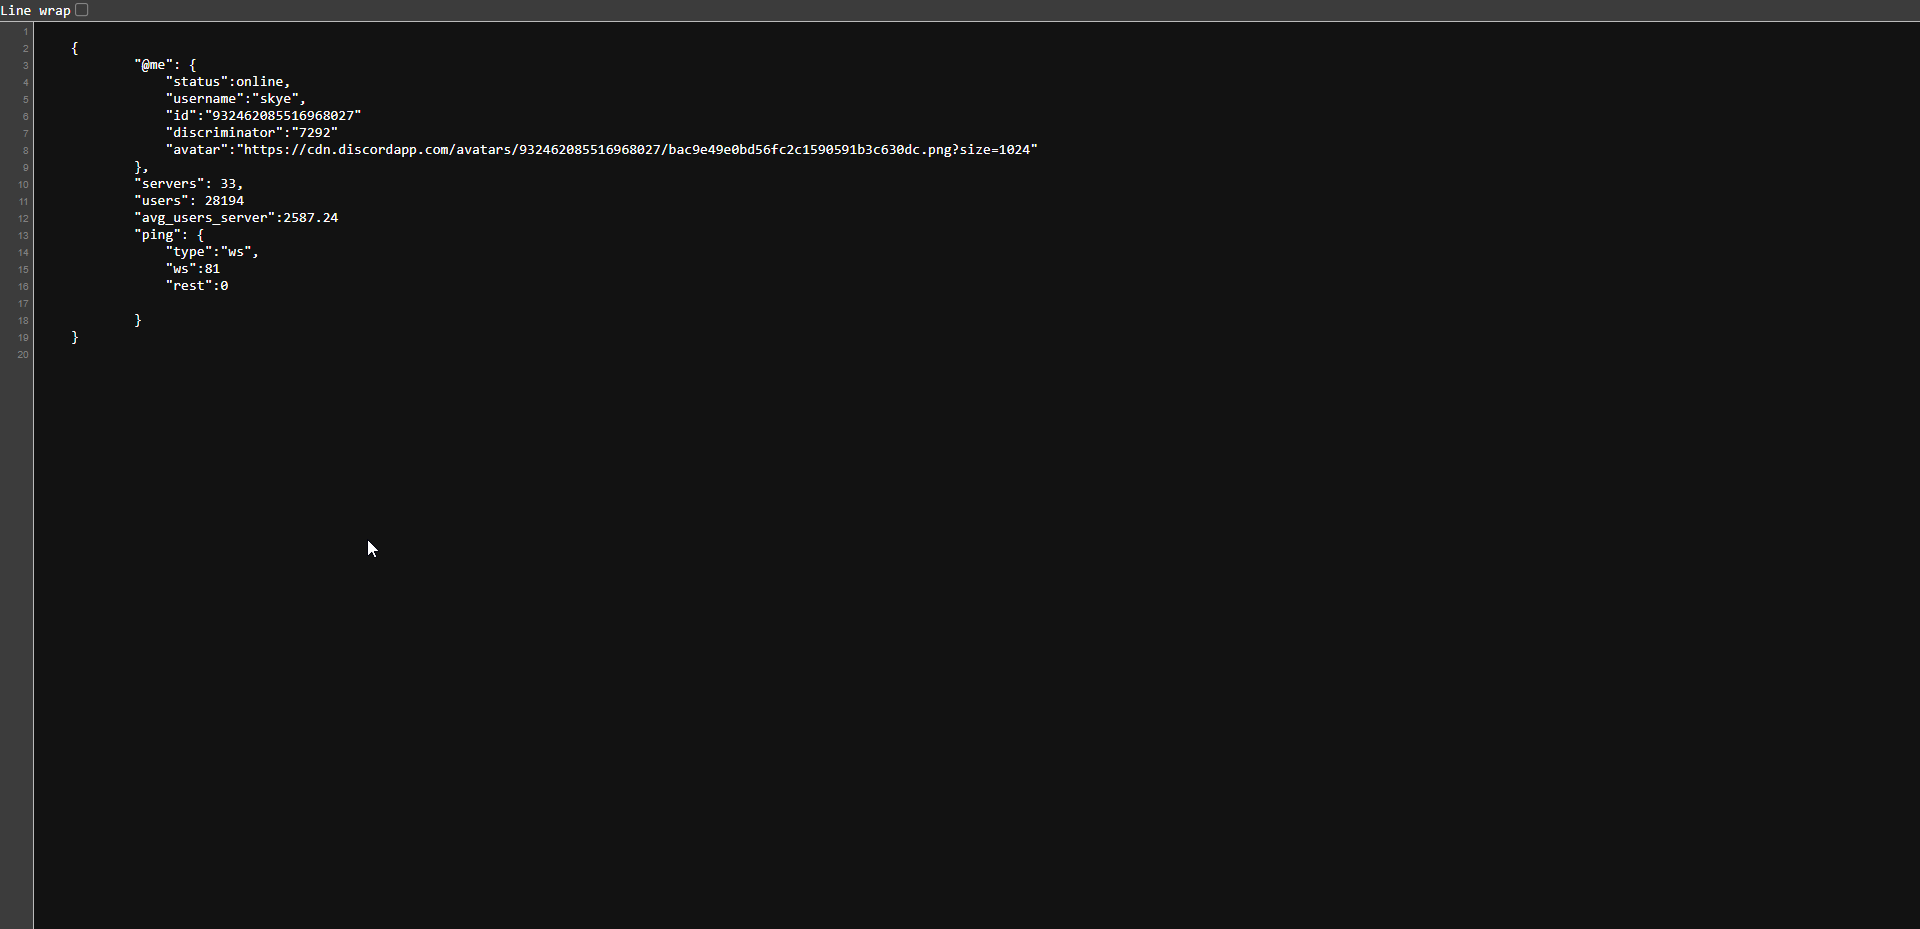 Line wrap
1
2 {
3 "@me": {
4 "status":online,
5 "username":"skye",
6 "id":"932462085516968027"
7 "discriminator":"7292"
8 "avatar":"https://cdn.discordapp.com/avatars/932462085516968027/bac9e49e0bd56fc2c1590591b3c630dc.png?size=1024"
9 },
10 "servers": 33,
11 "users": 28194
12 "avg_users_server":2587.24
13 "ping": {
14 "type":"ws",
15 "ws":81
16 "rest":0
17
18 }
19 }
20